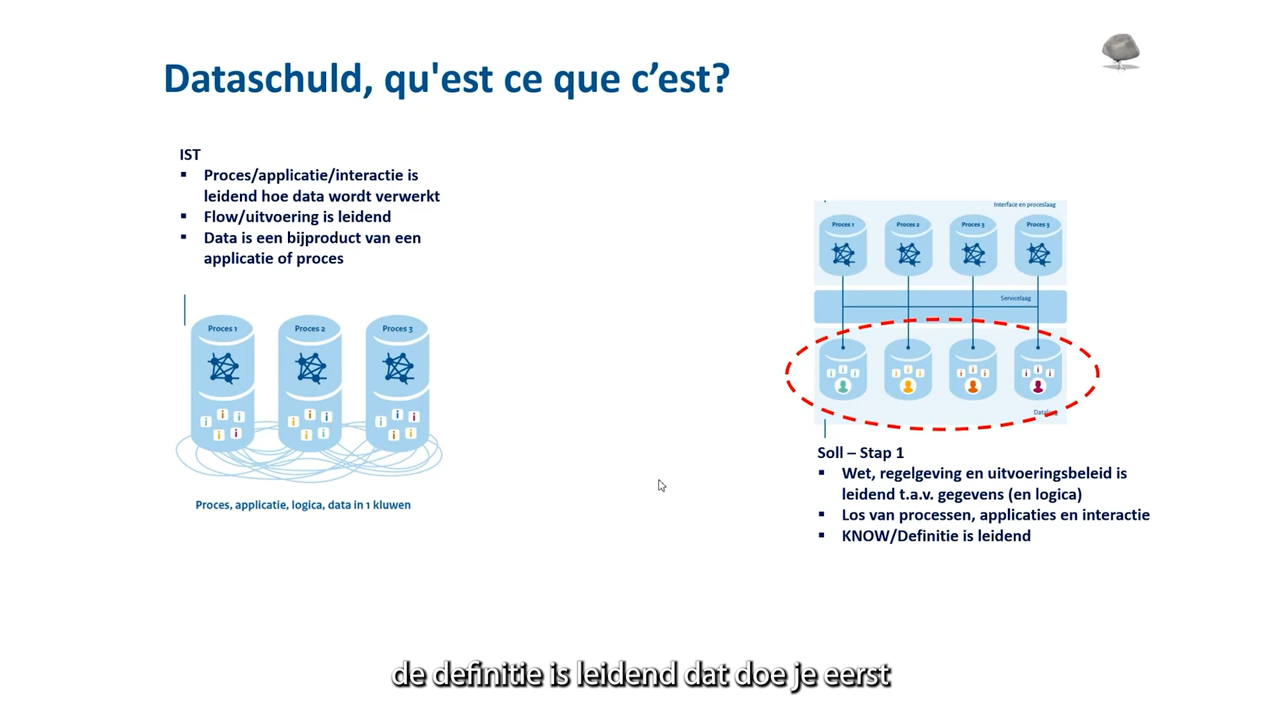 Dataschuld, qu'est ce que c’est?
IST
▪ Proces/applicatie/interactie is
leidend hoe data wordt verwerkt
▪ Flow/uitvoering is leidend
▪ Data is een bijproduct van een
applicatie of proces
Proces 1
Proces 2
Proces 3
i i i i i
i i i i i
i i i i i
Proces, applicatie, logica, data in 1 kluwen
Interface en proceslaag
Proces 1
Proces 2
Proces 3
Proces 3
Servicelaag
i i i
i i i
i i i
i i i
Datalaag
Soll – Stap 1
▪ Wet, regelgeving en uitvoeringsbeleid is
leidend t.a.v. gegevens (en logica)
▪ Los van processen, applicaties en interactie
▪ KNOW/Definitie is leidend
de definitie is leidend dat doe je eerst